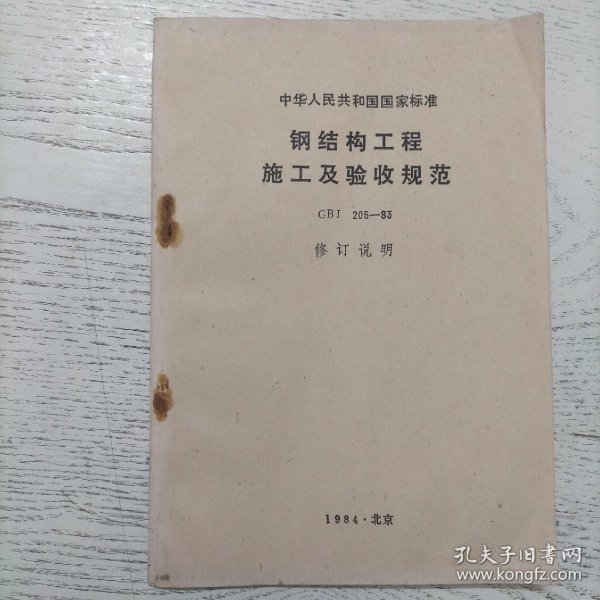 中华人民共和国国家标准
钢结构工程
施工及验收规范
GBJ 205—83
修订说明
1984·北京
孔夫子旧书网
www.kongfz.com